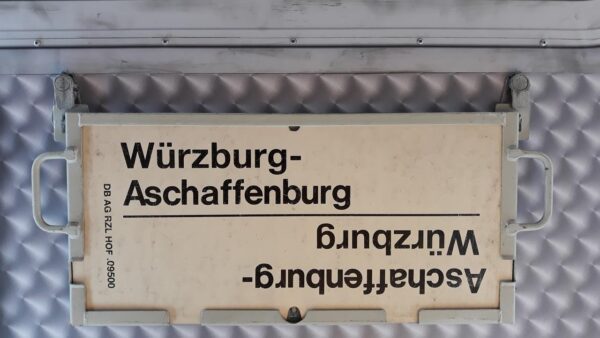 Würzburg-
Aschaffenburg
DB AG RZL HOF .09500
Aschaffenburg-
Würzburg